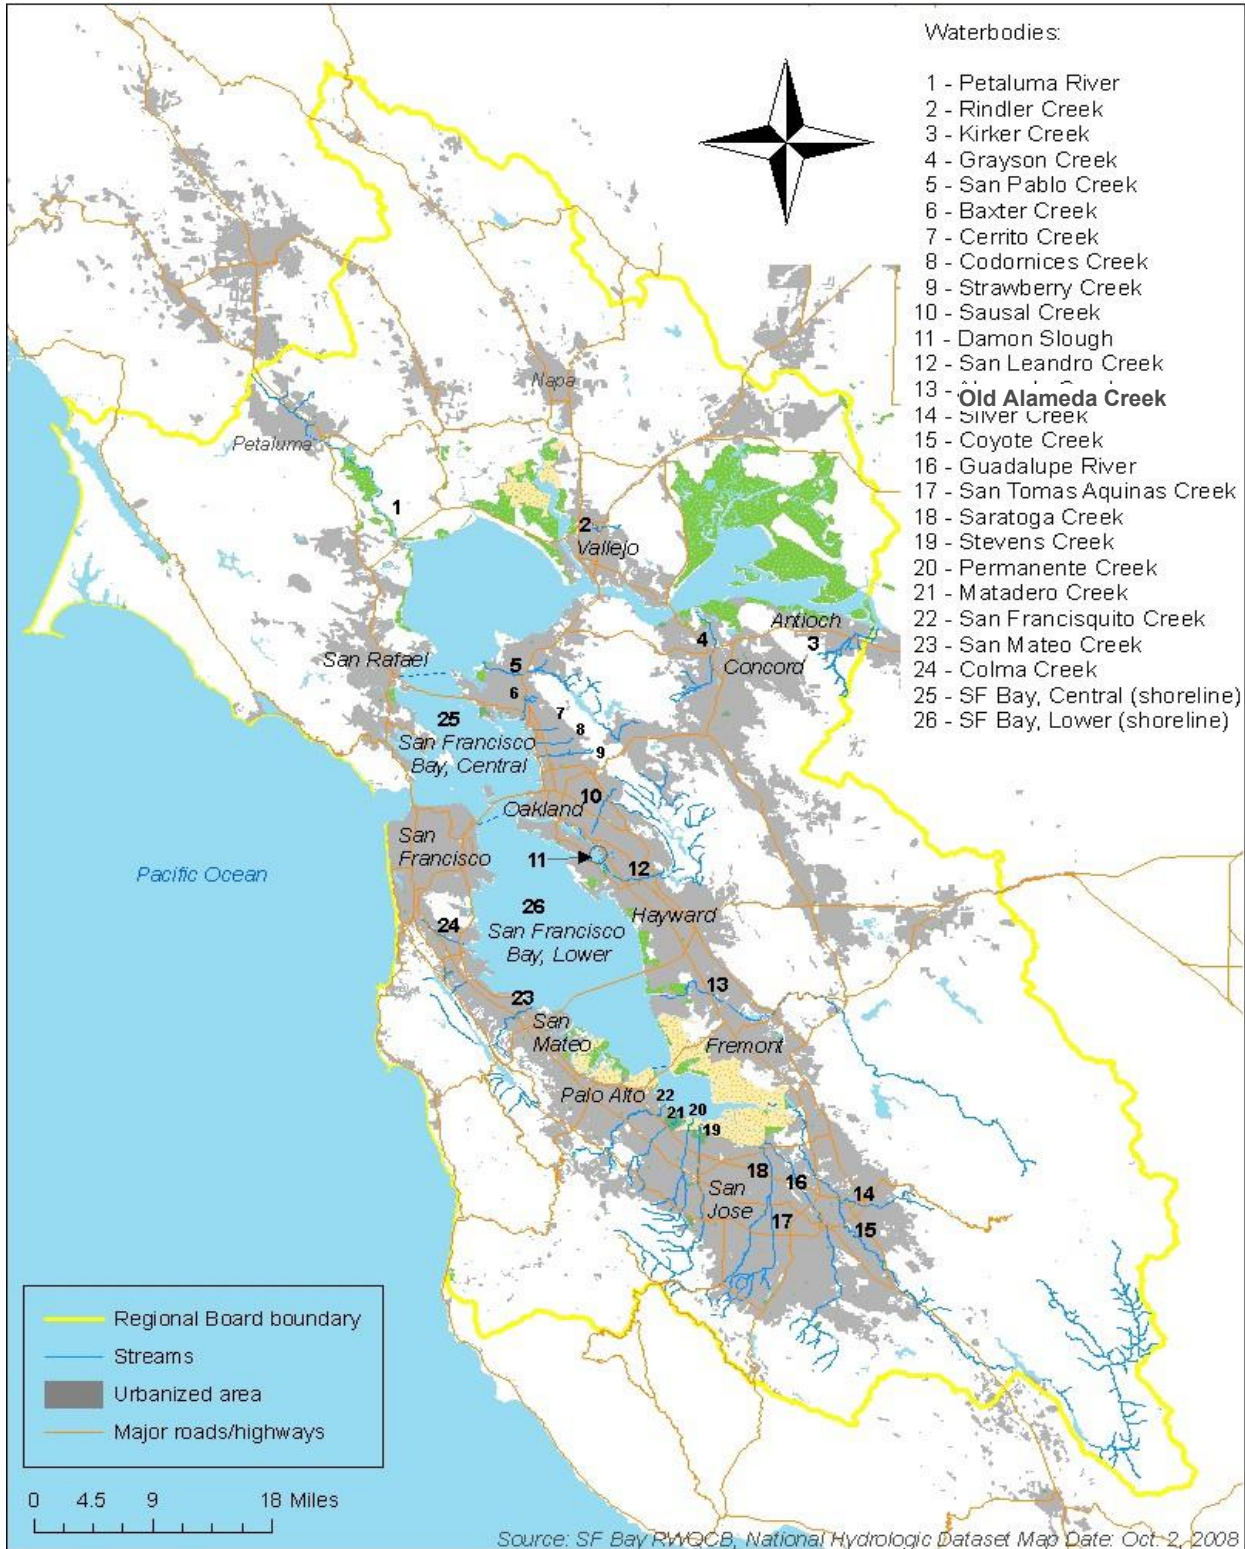 Waterbodies:
1 - Petaluma River
2 - Rindler Creek
3 - Kirker Creek
4 - Grayson Creek
5 - San Pablo Creek
6 - Baxter Creek
7 - Cerrito Creek
8 - Codornices Creek
9 - Strawberry Creek
10 - Sausal Creek
11 - Damon Slough
12 - San Leandro Creek
13 - Old Alameda Creek
14 - Silver Creek
15 - Coyote Creek
16 - Guadalupe River
17 - San Tomas Aquinas Creek
18 - Saratoga Creek
19 - Stevens Creek
20 - Permanente Creek
21 - Matadero Creek
22 - San Francisquito Creek
23 - San Mateo Creek
24 - Colma Creek
25 - SF Bay, Central (shoreline)
26 - SF Bay, Lower (shoreline)
Napa
Petaluma
1
2
Vallejo
Antioch
3
4
Concord
San Rafael
5
6
7
8
9
25
San Francisco
Bay, Central
10
Oakland
San
Francisco
11
12
Pacific Ocean
26
San Francisco
Bay, Lower
Hayward
24
13
23
San
Mateo
Fremont
Palo Alto
22
21
20
19
18
16
14
San
Jose
17
15
Regional Board boundary
Streams
Urbanized area
Major roads/highways
0 4.5 9 18 Miles
Source: SF Bay RWQCB, National Hydrologic Dataset Map Date: Oct. 2, 2008